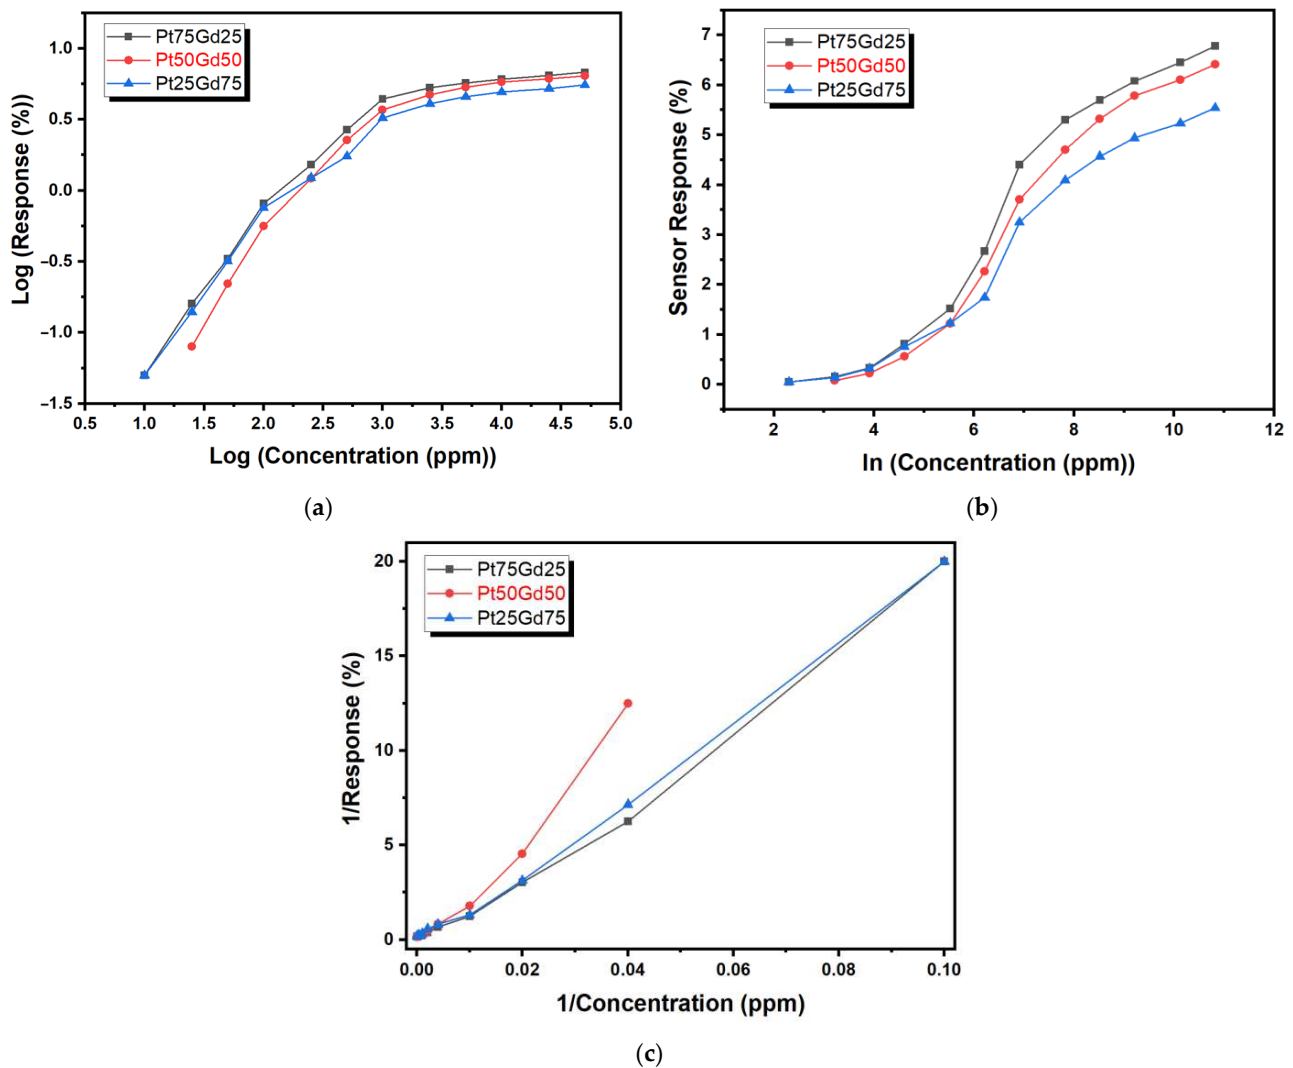 Pt75Gd25
Pt50Gd50
Pt25Gd75
1.0
0.5
0.0
−0.5
−1.0
−1.5
0.5 1.0 1.5 2.0 2.5 3.0 3.5 4.0 4.5 5.0
Log (Response (%))
Log (Concentration (ppm))
(a)
Pt75Gd25
Pt50Gd50
Pt25Gd75
7
6
5
4
3
2
1
0
2 4 6 8 10 12
Sensor Response (%)
ln (Concentration (ppm))
(b)
Pt75Gd25
Pt50Gd50
Pt25Gd75
20
15
10
5
0
0.00 0.02 0.04 0.06 0.08 0.10
1/Response (%)
1/Concentration (ppm)
(c)